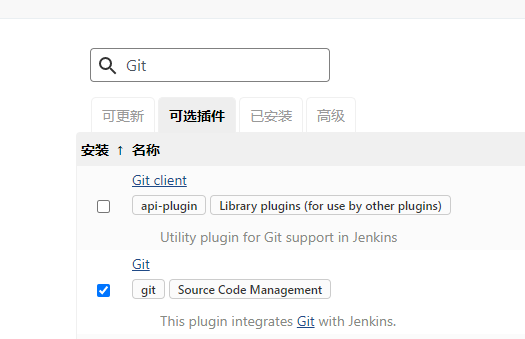 Git
可更新 可选插件 已安装 高级
安装 ↑ 名称
Git client
api-plugin Library plugins (for use by other plugins)
Utility plugin for Git support in Jenkins
Git
git Source Code Management
This plugin integrates Git with Jenkins.